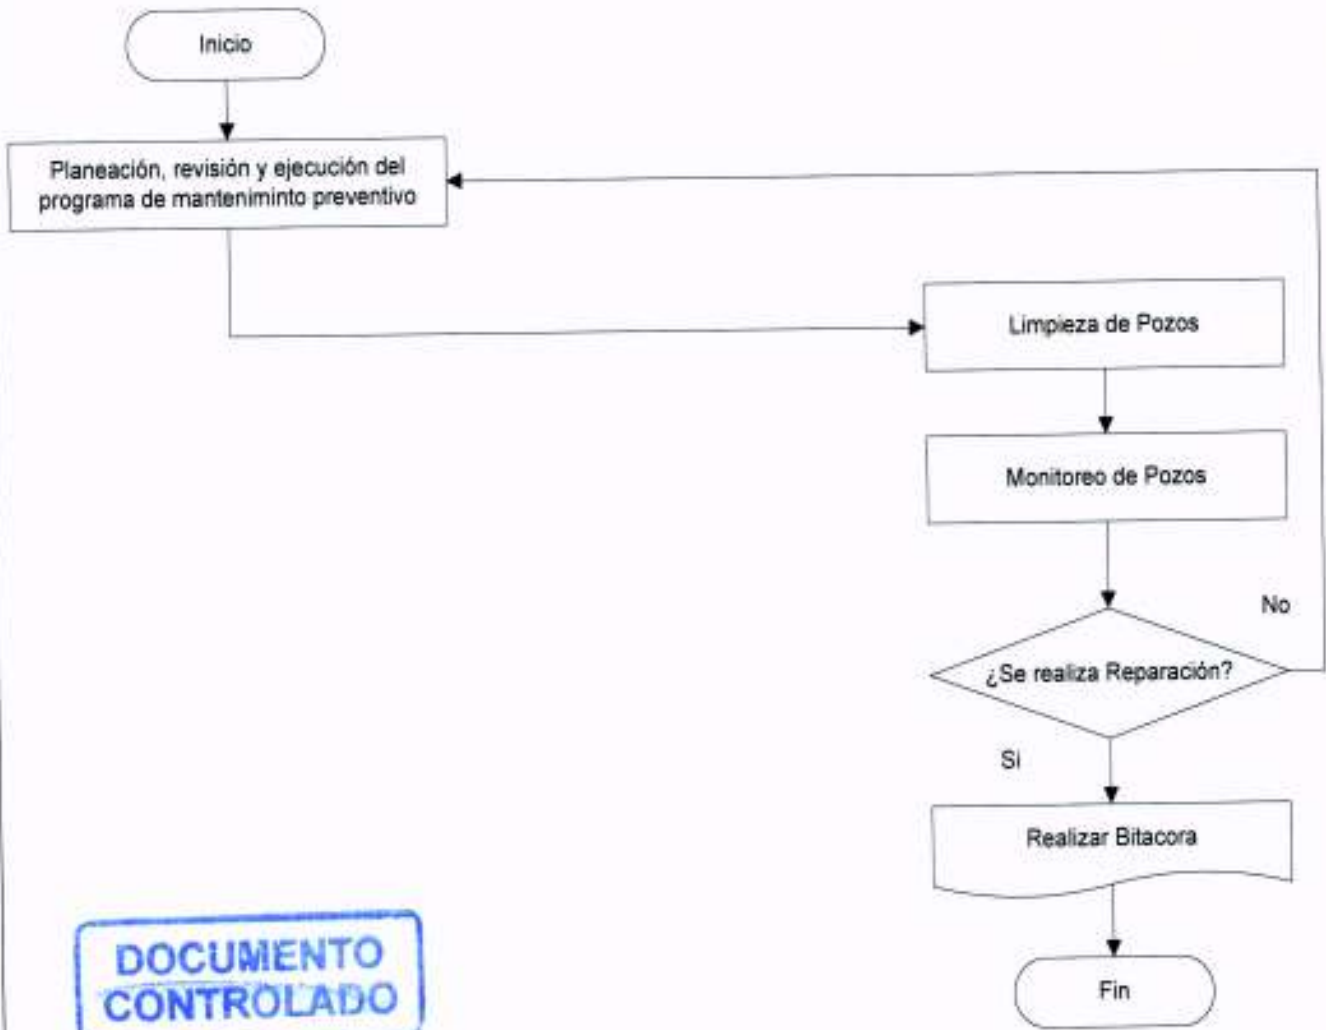 Inicio
Planeación, revisión y ejecución del
programa de manteniminto preventivo
Limpieza de Pozos
Monitoreo de Pozos
No
¿Se realiza Reparación?
Si
Realizar Bitacora
Fin
DOCUMENTO
CONTROLADO